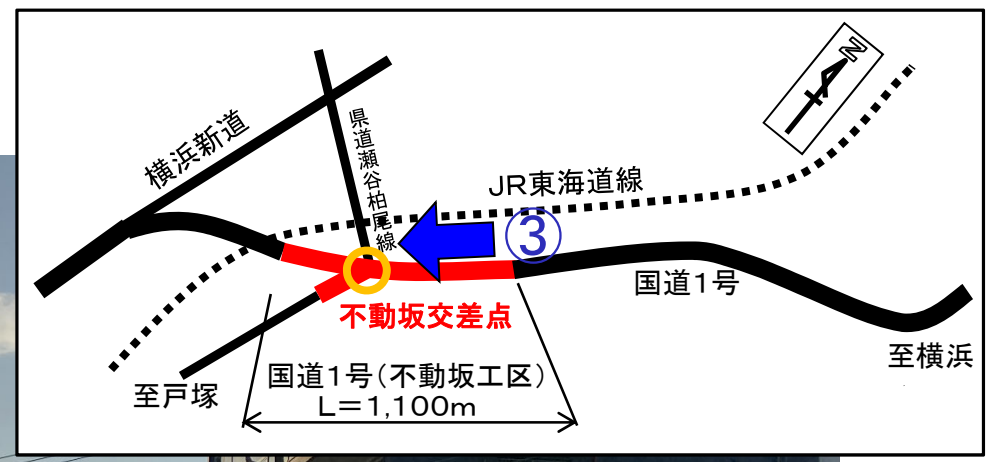 N
横浜新道
県道瀬谷柏尾線
JR東海道線
③
国道1号
不動坂交差点
至横浜
国道1号(不動坂工区)
L=1,100m
至戸塚